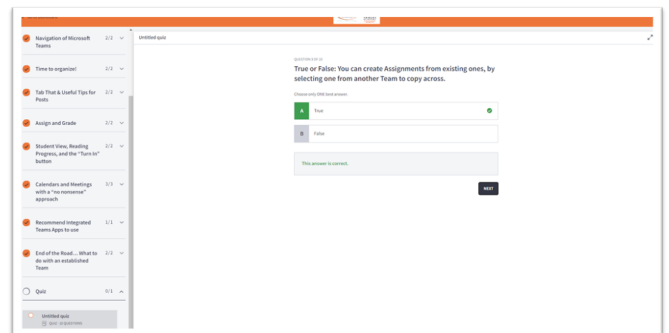 Navigation of Microsoft
Teams
2/2
Time to organize!
2/2
Tab That & Useful Tips for
Posts
2/2
Assign and Grade
2/2
Student View, Reading
Progress, and the "Turn In"
button
2/2
Calendars and Meetings
with a "no nonsense"
approach
3/3
Recommend Integrated
Teams Apps to use
1/1
End of the Road... What to
do with an established
Team
2/2
Quiz
0/1
Untitled quiz
Untitled quiz
True or False: You can create Assignments from existing ones, by
selecting one from another Team to copy across.
Choose only ONE best answer.
A
True
B
False
This answer is correct.
NEXT